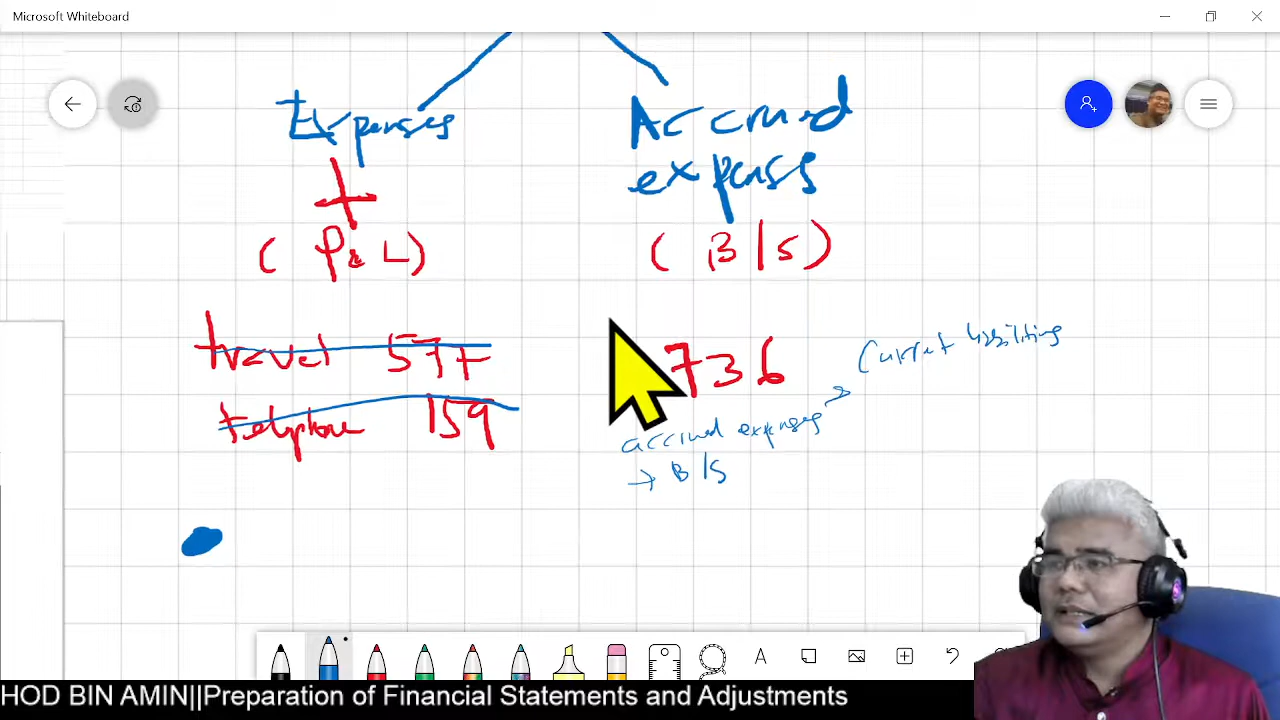 Microsoft Whiteboard
Expenses
Accrued
expenses
+
( P&L)
( B/S)
travel 577
telephone 159
736
accrued expenses →
Current liabilities
→ B/S
A
HOD BIN AMIN||Preparation of Financial Statements and Adjustments